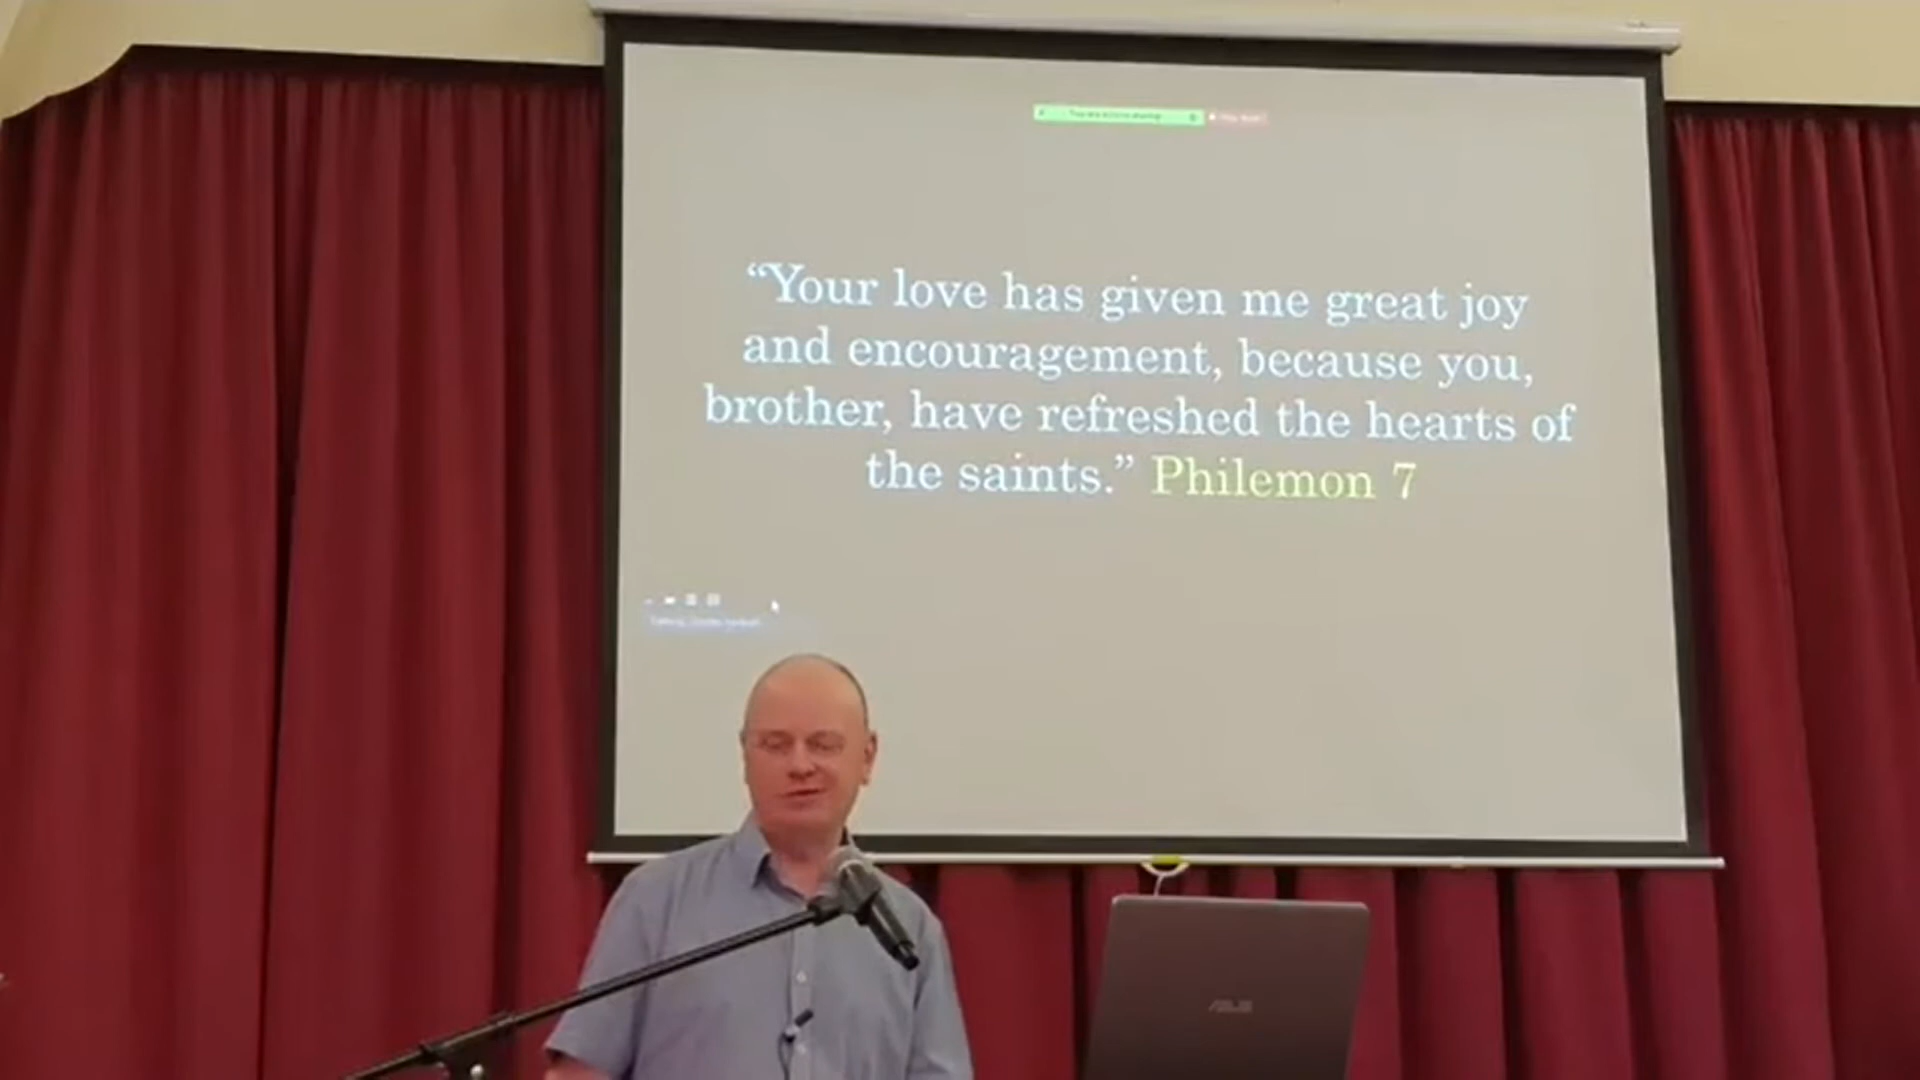 “Your love has given me great joy
and encouragement, because you,
brother, have refreshed the hearts of
the saints.” Philemon 7
ASUS